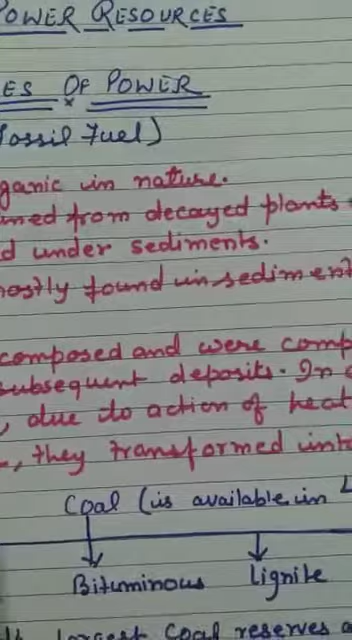 POWER RESOURCES
ES OF POWER
Fossil Fuel)
ganic in nature.
med from decayed plants
d under sediments.
mostly found in sediment
composed and were comp
subsequent deposits. In
, due to action of heat
, they transformed into
Coal (is available in
Bituminous Lignite
largest coal reserves